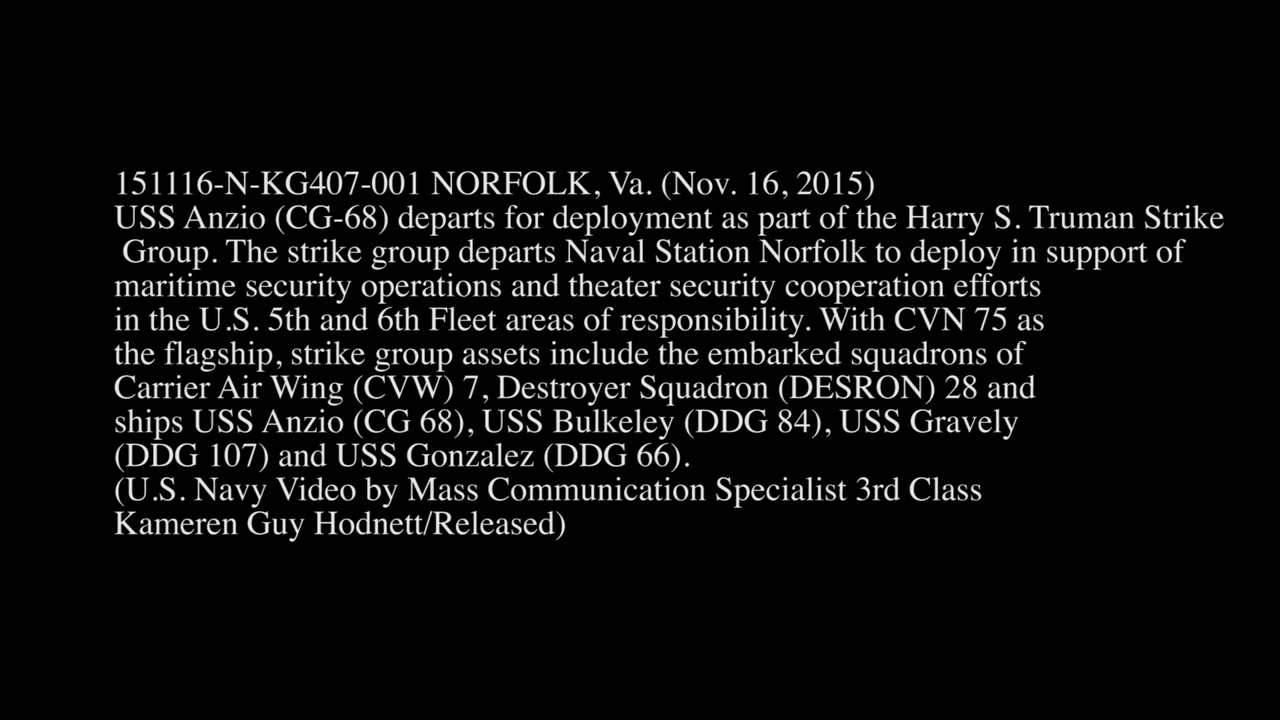 151116-N-KG407-001 NORFOLK, Va. (Nov. 16, 2015)
USS Anzio (CG-68) departs for deployment as part of the Harry S. Truman Strike
Group. The strike group departs Naval Station Norfolk to deploy in support of
maritime security operations and theater security cooperation efforts
in the U.S. 5th and 6th Fleet areas of responsibility. With CVN 75 as
the flagship, strike group assets include the embarked squadrons of
Carrier Air Wing (CVW) 7, Destroyer Squadron (DESRON) 28 and
ships USS Anzio (CG 68), USS Bulkeley (DDG 84), USS Gravely
(DDG 107) and USS Gonzalez (DDG 66).
(U.S. Navy Video by Mass Communication Specialist 3rd Class
Kameren Guy Hodnett/Released)